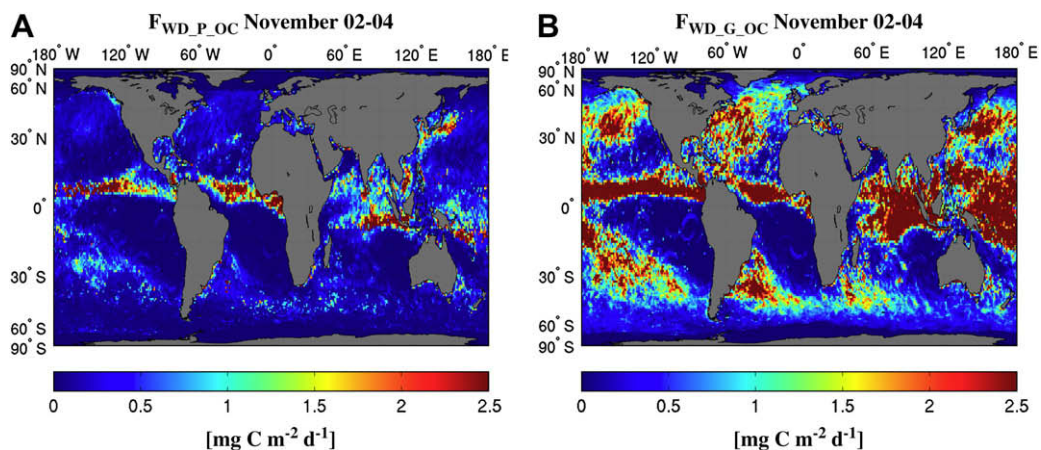 A
F_WD_P_OC November 02-04
180° W 120° W 60° W 0° 60° E 120° E 180° E
90° N
60° N
30° N
0°
30° S
60° S
90° S
0 0.5 1 1.5 2 2.5
[mg C m⁻² d⁻¹]
B
F_WD_G_OC November 02-04
180° W 120° W 60° W 0° 60° E 120° E 180° E
90° N
60° N
30° N
0°
30° S
60° S
90° S
0 0.5 1 1.5 2 2.5
[mg C m⁻² d⁻¹]